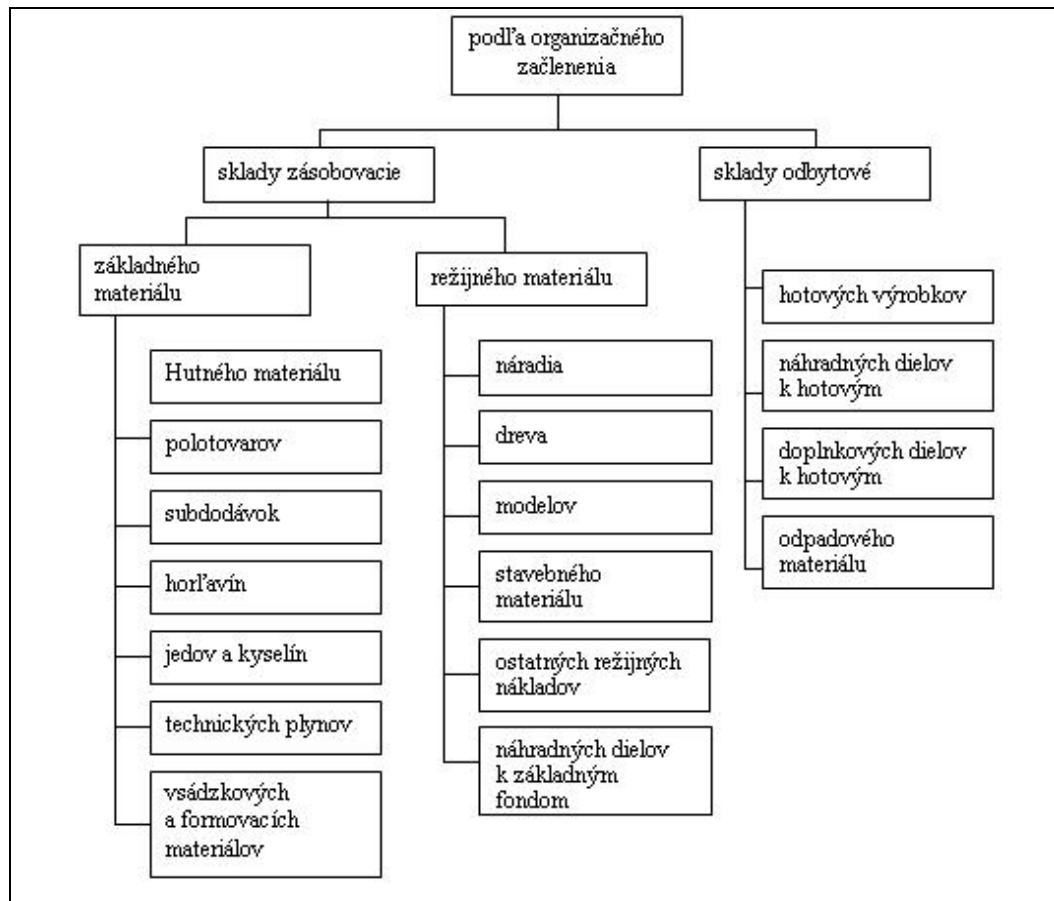 podľa organizačného
začlenenia
sklady zásobovacie
sklady odbytové
základného
materiálu
režijného materiálu
Hutného materiálu
polotovarov
subdodávok
horľavín
jedov a kyselín
technických plynov
vsádzkových
a formovacích
materiálov
náradia
dreva
modelov
stavebného
materiálu
ostatných režijných
nákladov
náhradných dielov
k základným
fondom
hotových výrobkov
náhradných dielov
k hotovým
doplnkových dielov
k hotovým
odpadového
materiálu